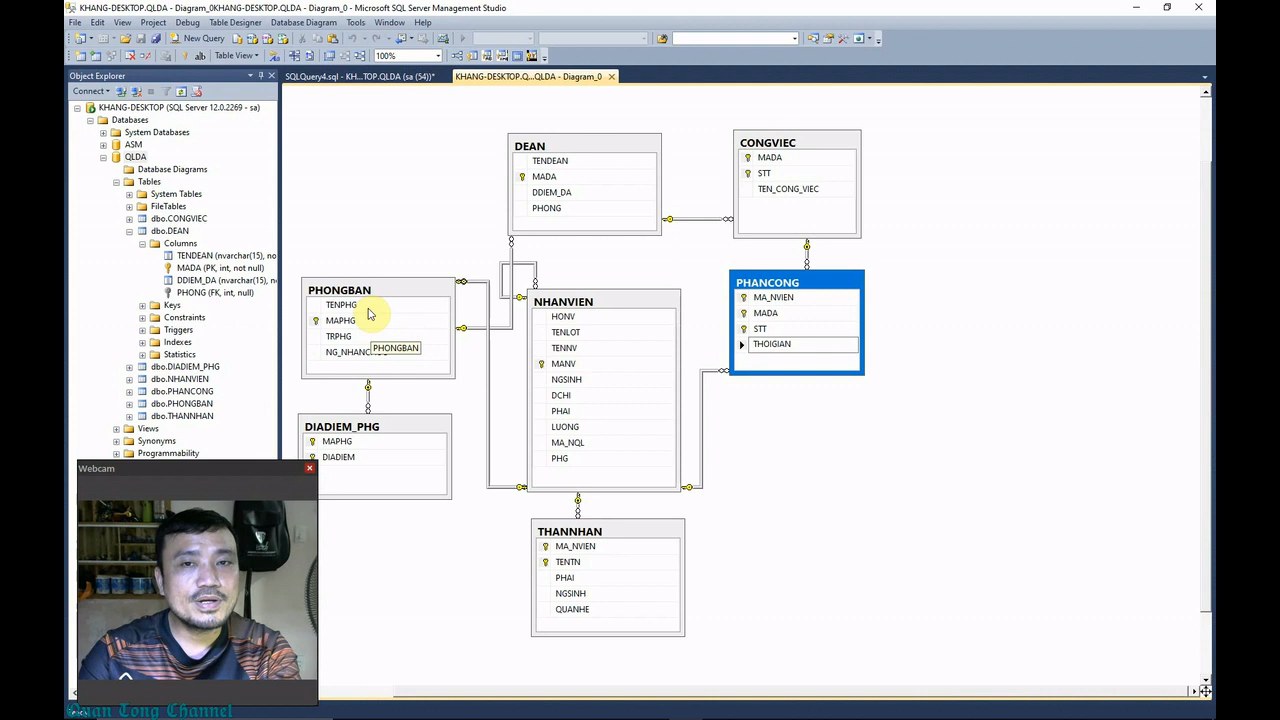 KHANG-DESKTOP.QLDA - Diagram_0KHANG-DESKTOP.QLDA - Diagram_0 - Microsoft SQL Server Management Studio
File Edit View Project Debug Table Designer Database Diagram Tools Window Help
New Query
Table View 100%
Object Explorer
SQLQuery4.sql - KH...TOP.QLDA (sa (54))*
KHANG-DESKTOP.Q...QLDA - Diagram_0
Connect
KHANG-DESKTOP (SQL Server 12.0.2269 - sa)
Databases
System Databases
ASM
QLDA
Database Diagrams
Tables
System Tables
FileTables
dbo.CONGVIEC
dbo.DEAN
Columns
TENDEAN (nvarchar(15), no
MADA (PK, int, not null)
DDIEM_DA (nvarchar(15), n
PHONG (FK, int, null)
Keys
Constraints
Triggers
Indexes
Statistics
dbo.DIADIEM_PHG
dbo.NHANVIEN
dbo.PHANCONG
dbo.PHONGBAN
dbo.THANNHAN
Views
Synonyms
Programmability
Webcam
DEAN
TENDEAN
MADA
DDIEM_DA
PHONG
CONGVIEC
MADA
STT
TEN_CONG_VIEC
PHONGBAN
TENPHG
MAPHG
TRPHG
PHONGBAN
NHANVIEN
HONV
TENLOT
TENNV
MANV
NGSINH
DCHI
PHAI
LUONG
MA_NQL
PHG
PHANCONG
MA_NVIEN
MADA
STT
THOIGIAN
DIADIEM_PHG
MAPHG
DIADIEM
THANNHAN
MA_NVIEN
TENTN
PHAI
NGSINH
QUANHE
Quan Tong Channel